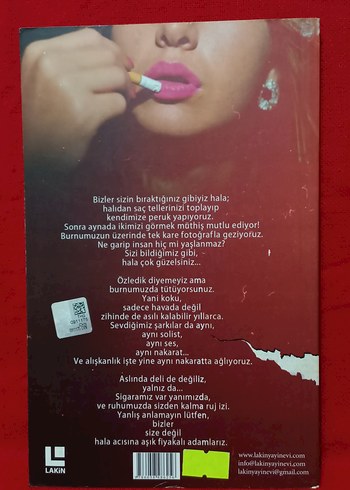 Bizler sizin bıraktığınız gibiyiz hala;
halıdan saç tellerinizi toplayıp
kendimize peruk yapıyoruz.
Sonra aynada ikimizi görmek müthiş mutlu ediyor!
Burnumuzun üzerinde tek kare fotoğrafla geziyoruz.
Ne garip insan hiç mi yaşlanmaz?
Sizi bildiğimiz gibi,
hala çok güzelsiniz...
Özledik diyemeyiz ama
burnumuzda tütüyorsunuz.
Yani koku,
sadece havada değil
zihinde de asılı kalabilir yıllarca.
Sevdiğimiz şarkılar da aynı,
aynı solist,
aynı ses,
aynı nakarat...
Ve alışkanlık işte yine aynı nakaratta ağlıyoruz.
Aslında deli de değiliz,
yalnız da...
Sigaramız var yanımızda,
ve ruhumuzda sizden kalma ruj izi.
Yanlış anlamayın lütfen,
bizler
size değil
hala acısına aşık fiyakalı adamlarız.
LAKİN
www.lakinyayinevi.com
info@lakinyayinevi.com
lakinyayinevi@gmail.com